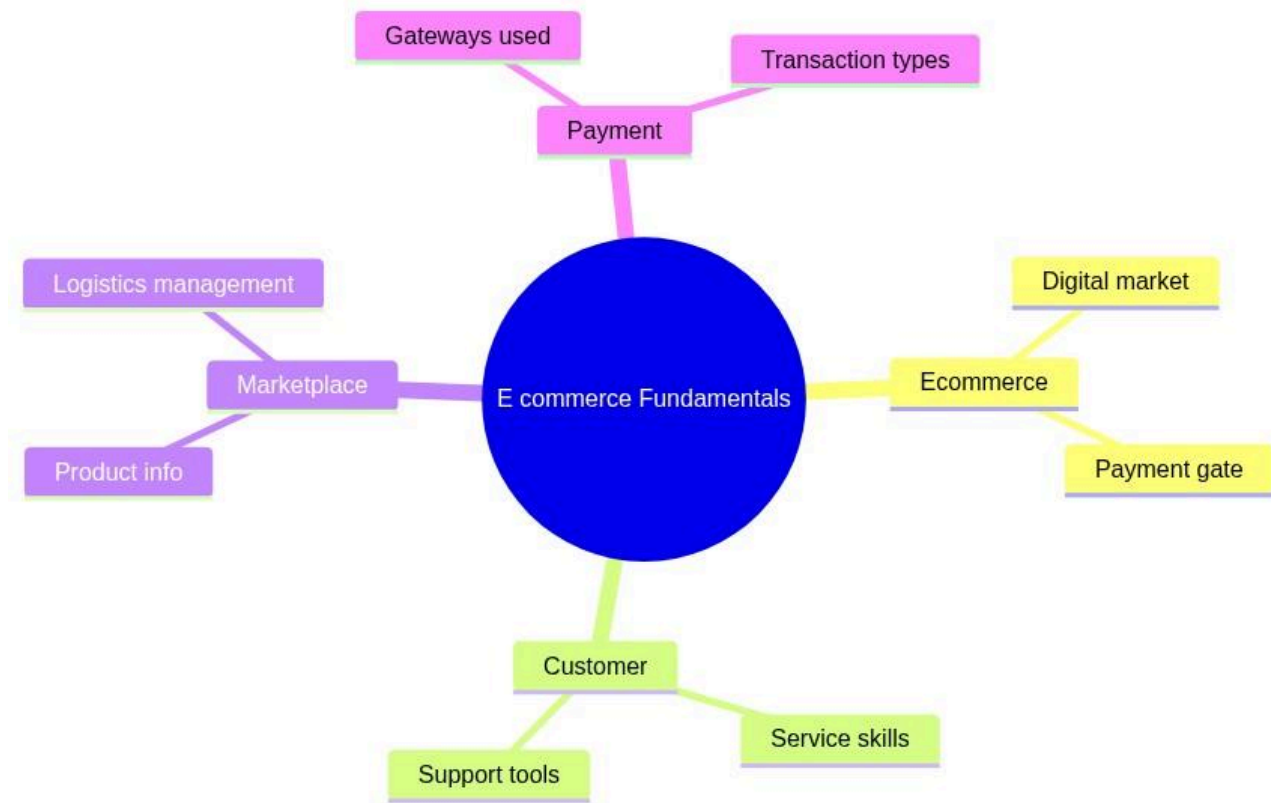 Gateways used
Transaction types
Payment
Logistics management
Marketplace
Product info
E commerce Fundamentals
Digital market
Ecommerce
Payment gate
Customer
Service skills
Support tools